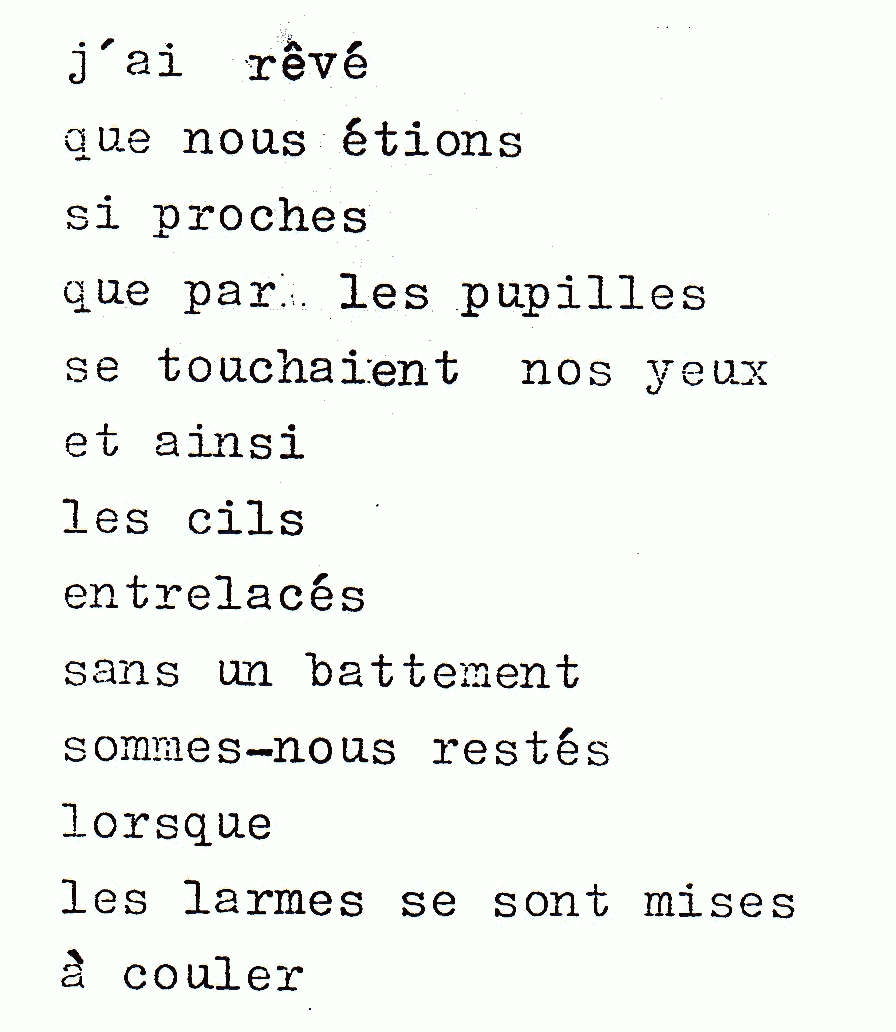 j'ai rêvé
que nous étions
si proches
que par les pupilles
se touchaient nos yeux
et ainsi
les cils
entrelacés
sans un battement
sommes-nous restés
lorsque
les larmes se sont mises
à couler